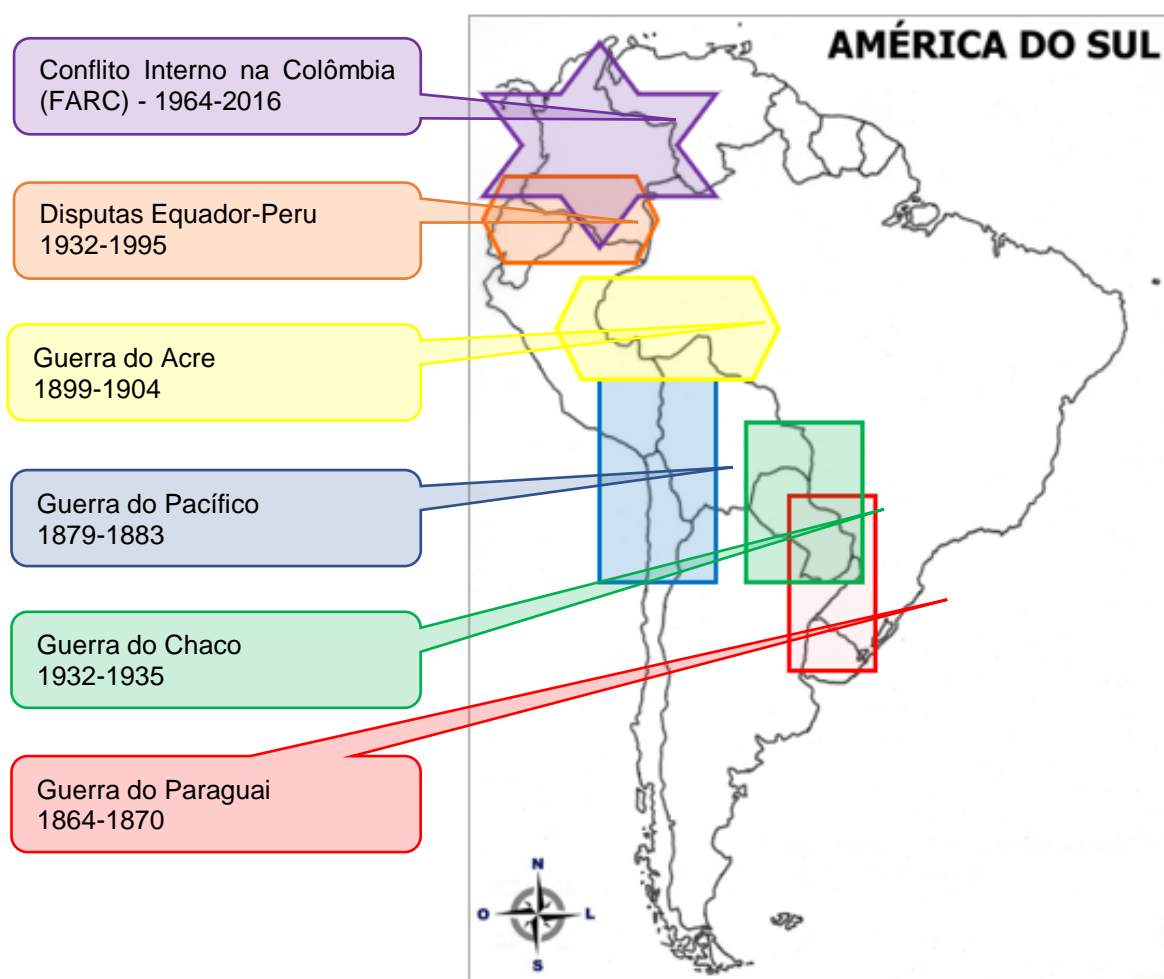 AMÉRICA DO SUL
Conflito Interno na Colômbia
(FARC) - 1964-2016
Disputas Equador-Peru
1932-1995
Guerra do Acre
1899-1904
Guerra do Pacífico
1879-1883
Guerra do Chaco
1932-1935
Guerra do Paraguai
1864-1870
N
O
L
S